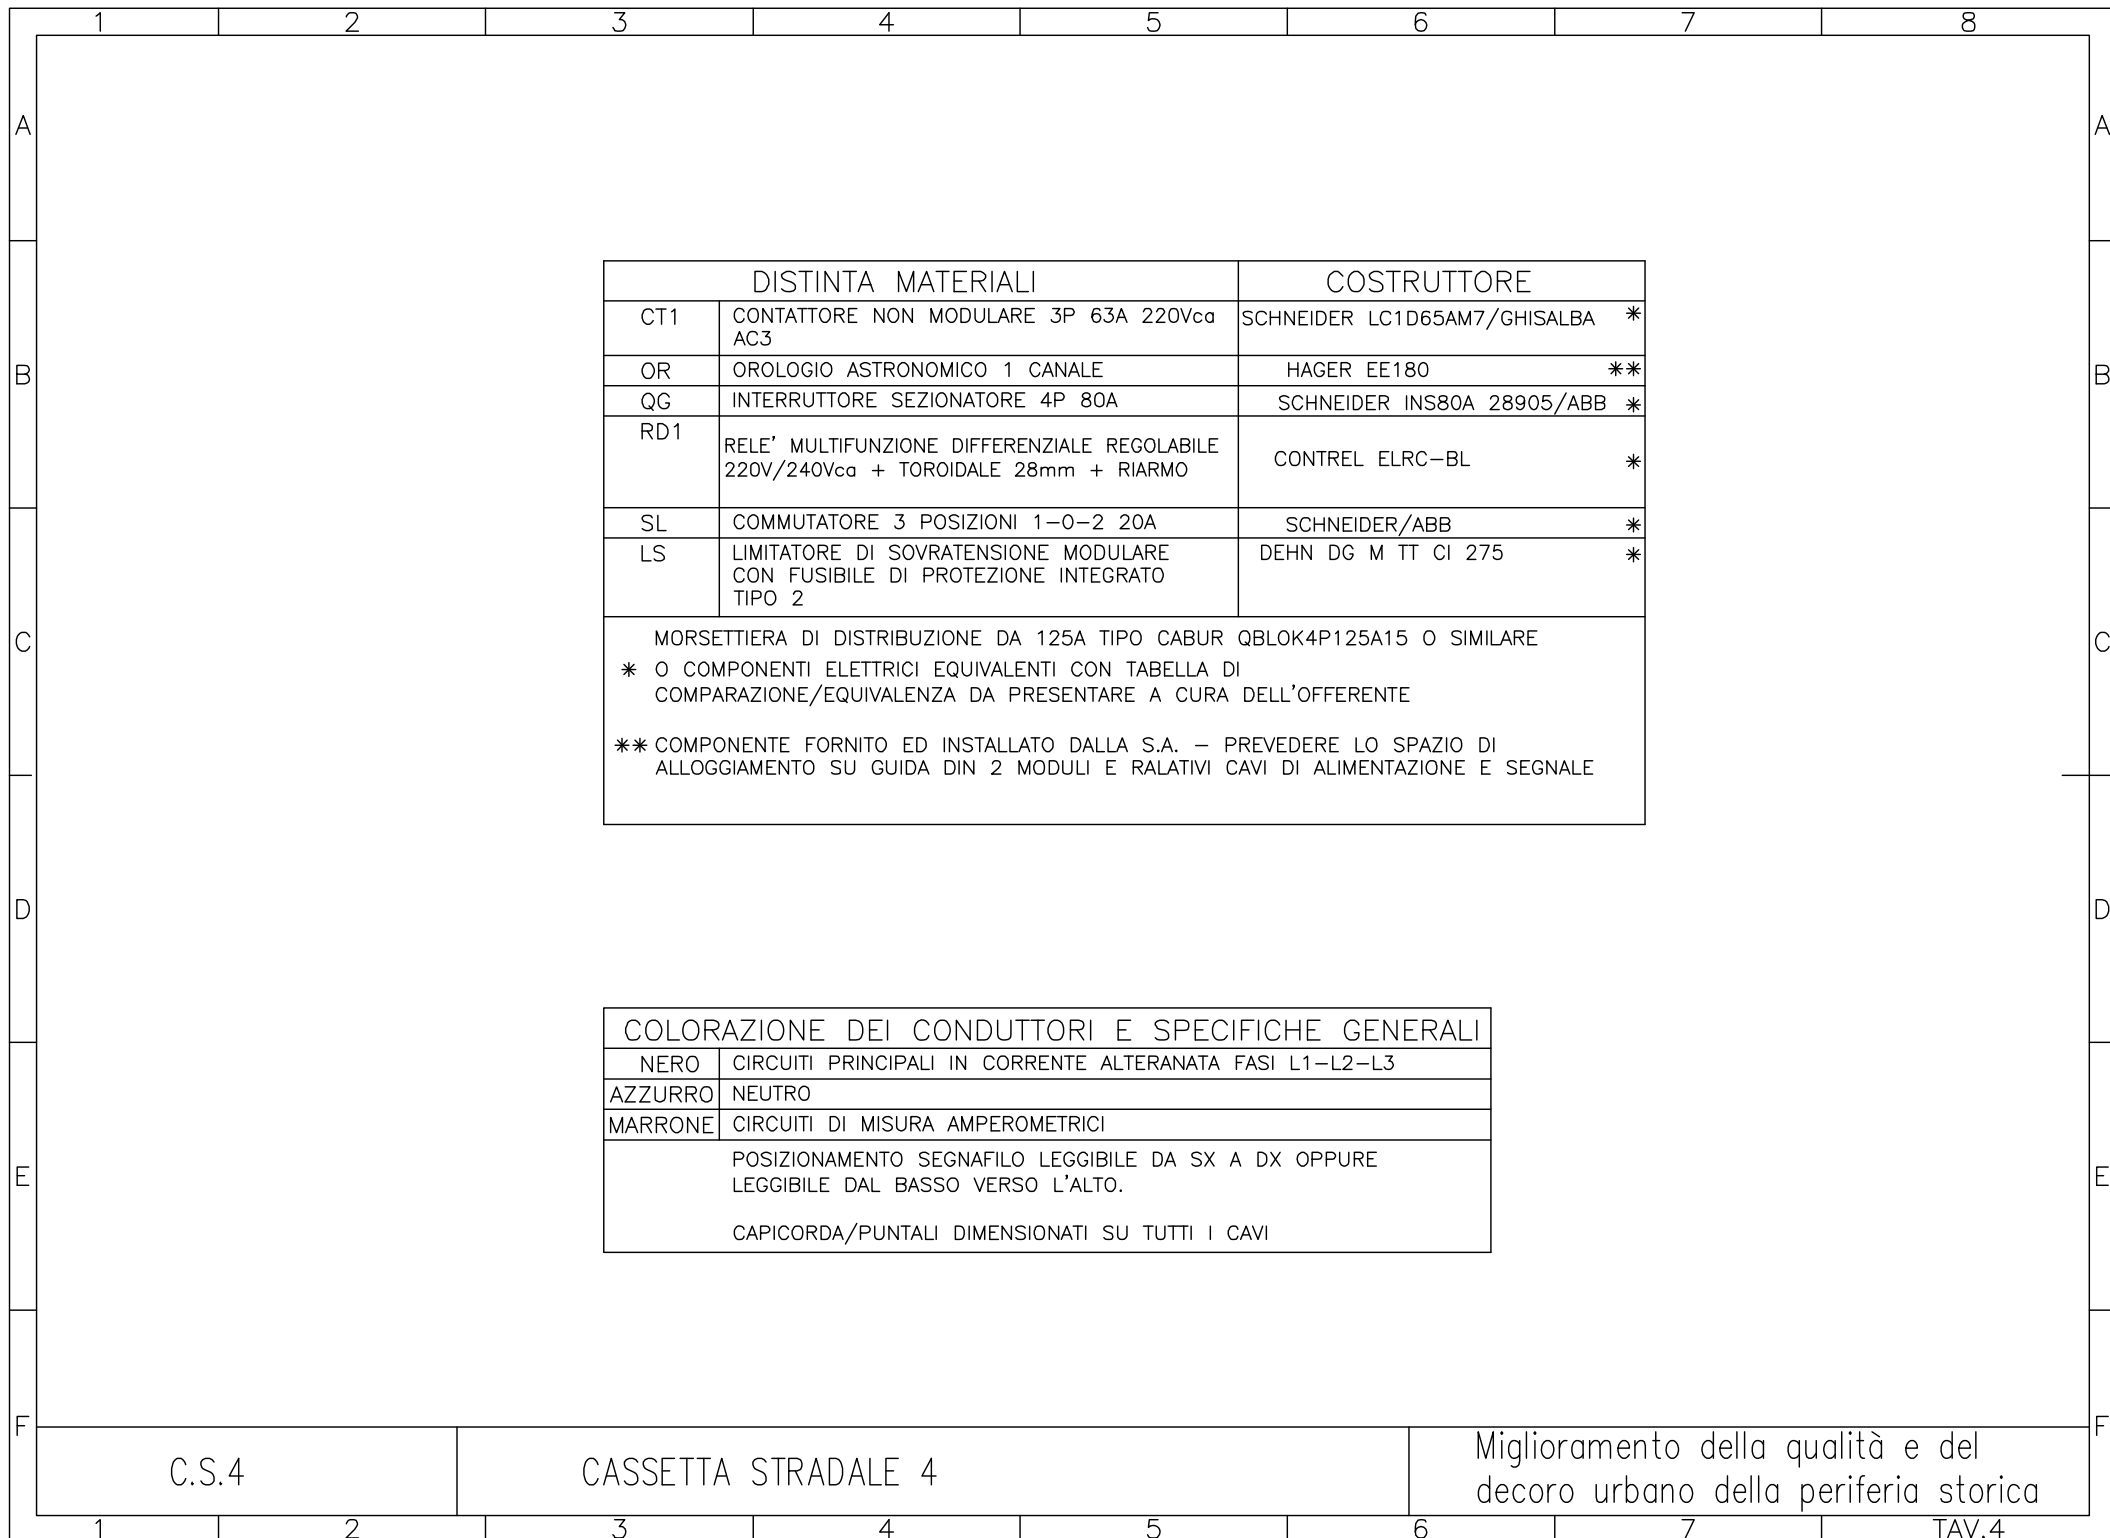 1 2 3 4 5 6 7 8
A A
B B
C C
D D
E E
F F
DISTINTA MATERIALI COSTRUTTORE
CT1 CONTATTORE NON MODULARE 3P 63A 220Vca SCHNEIDER LC1D65AM7/GHISALBA *
AC3
OR OROLOGIO ASTRONOMICO 1 CANALE HAGER EE180 **
QG INTERRUTTORE SEZIONATORE 4P 80A SCHNEIDER INS80A 28905/ABB *
RD1
RELE' MULTIFUNZIONE DIFFERENZIALE REGOLABILE
220V/240Vca + TOROIDALE 28mm + RIARMO
CONTREL ELRC-BL *
SL COMMUTATORE 3 POSIZIONI 1-0-2 20A SCHNEIDER/ABB *
LS LIMITATORE DI SOVRATENSIONE MODULARE DEHN DG M TT CI 275 *
CON FUSIBILE DI PROTEZIONE INTEGRATO
TIPO 2
MORSETTIERA DI DISTRIBUZIONE DA 125A TIPO CABUR QBLOK4P125A15 O SIMILARE
* O COMPONENTI ELETTRICI EQUIVALENTI CON TABELLA DI
COMPARAZIONE/EQUIVALENZA DA PRESENTARE A CURA DELL'OFFERENTE
** COMPONENTE FORNITO ED INSTALLATO DALLA S.A. - PREVEDERE LO SPAZIO DI
ALLOGGIAMENTO SU GUIDA DIN 2 MODULI E RALATIVI CAVI DI ALIMENTAZIONE E SEGNALE
COLORAZIONE DEI CONDUTTORI E SPECIFICHE GENERALI
NERO CIRCUITI PRINCIPALI IN CORRENTE ALTERANATA FASI L1-L2-L3
AZZURRO NEUTRO
MARRONE CIRCUITI DI MISURA AMPEROMETRICI
POSIZIONAMENTO SEGNAFILO LEGGIBILE DA SX A DX OPPURE
LEGGIBILE DAL BASSO VERSO L'ALTO.
CAPICORDA/PUNTALI DIMENSIONATI SU TUTTI I CAVI
C.S.4
CASSETTA STRADALE 4
Miglioramento della qualità e del
decoro urbano della periferia storica
1 2 3 4 5 6 7 TAV.4